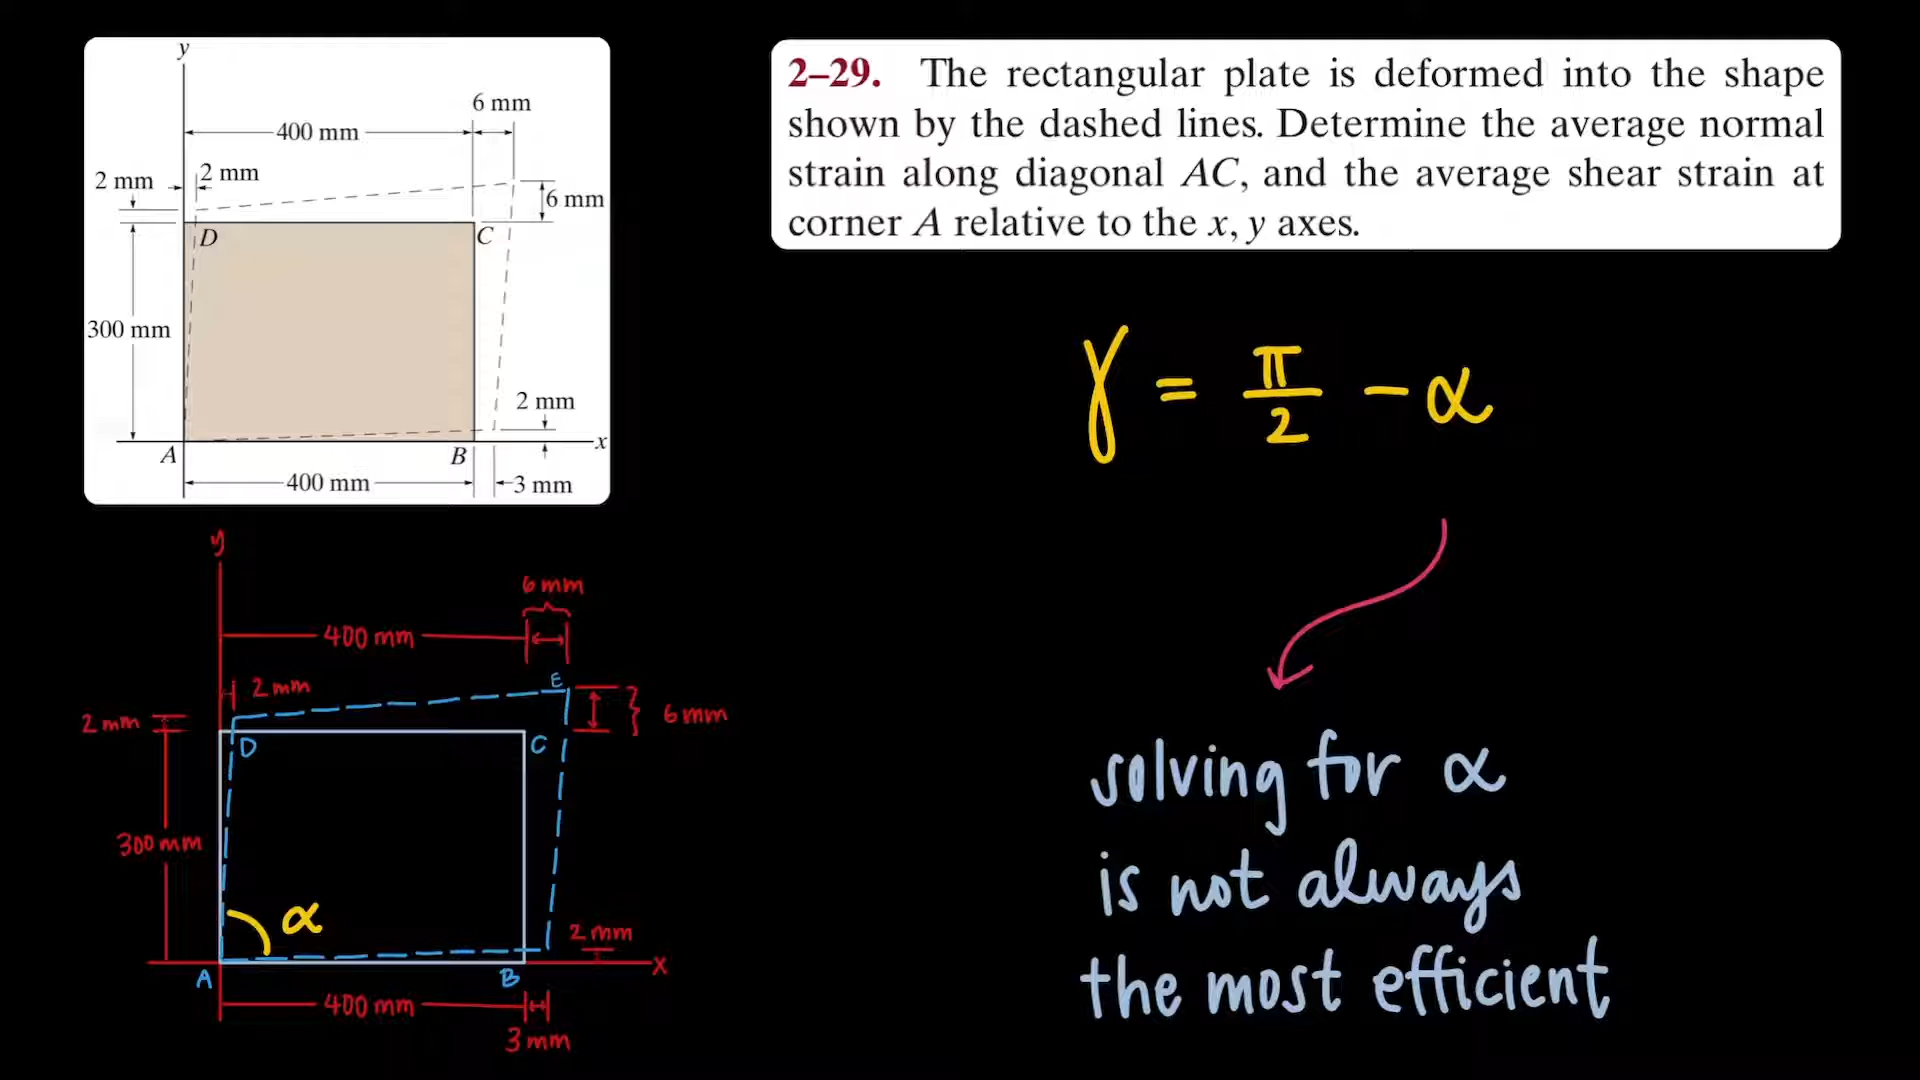 y
6 mm
400 mm
2 mm
2 mm
6 mm
D
C
300 mm
2 mm
x
A
B
400 mm
3 mm
2–29. The rectangular plate is deformed into the shape
shown by the dashed lines. Determine the average normal
strain along diagonal AC, and the average shear strain at
corner A relative to the x, y axes.
γ = π/2 − α
solving for α
is not always
the most efficient
y
6 mm
400 mm
2 mm
E
2 mm
6 mm
D
C
300 mm
α
2 mm
A
B
x
400 mm
3 mm